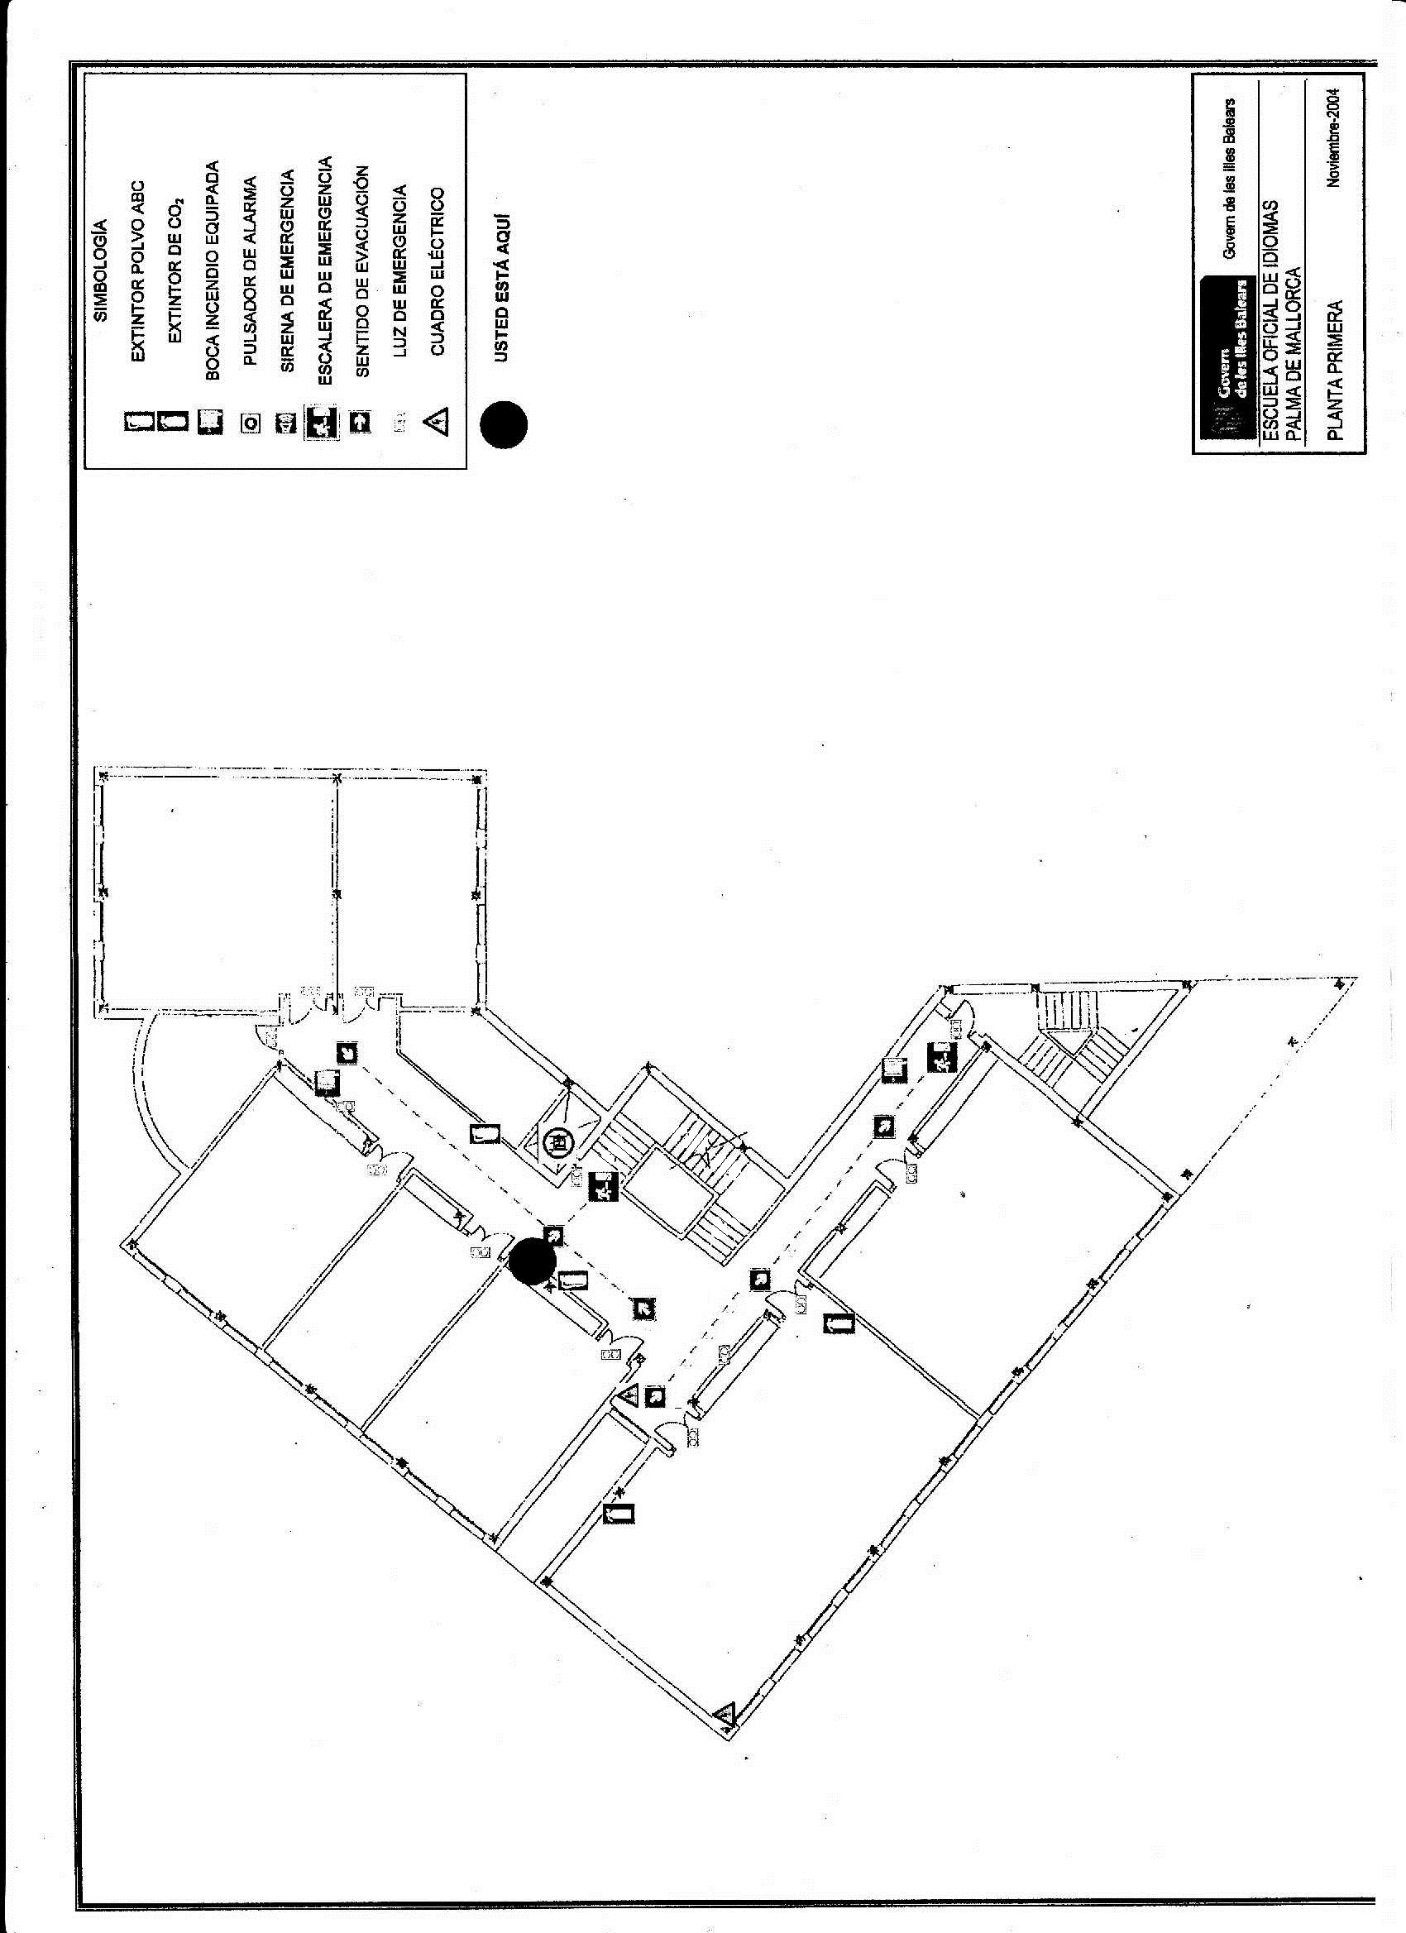 SIMBOLOGÍA
EXTINTOR POLVO ABC
EXTINTOR DE CO₂
BOCA INCENDIO EQUIPADA
PULSADOR DE ALARMA
SIRENA DE EMERGENCIA
ESCALERA DE EMERGENCIA
SENTIDO DE EVACUACIÓN
LUZ DE EMERGENCIA
CUADRO ELÉCTRICO
USTED ESTÁ AQUÍ
Govern
de les Illes Balears
Govern de les Illes Balears
ESCUELA OFICIAL DE IDIOMAS
PALMA DE MALLORCA
PLANTA PRIMERA
Noviembre-2004